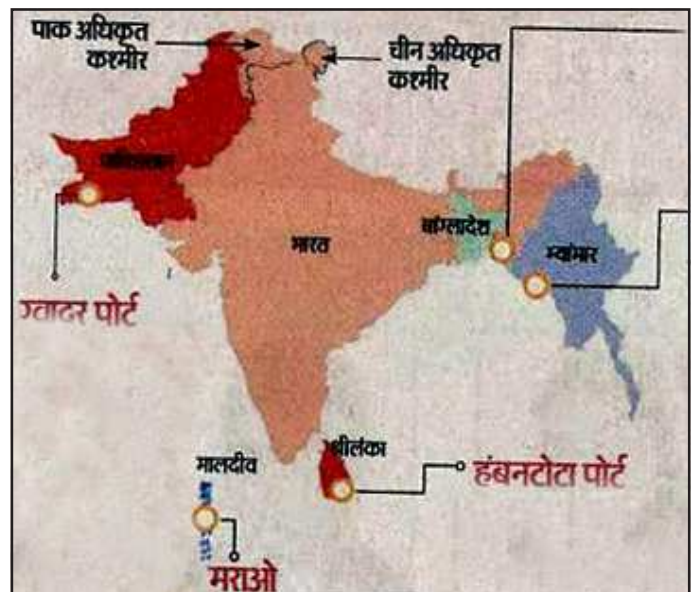 पाक अधिकृत
कश्मीर
चीन अधिकृत
कश्मीर
पाकिस्तान
बांग्लादेश
भारत
म्यांमार
ग्वादर पोर्ट
श्रीलंका
मालदीव
हंबनटोटा पोर्ट
मराओ